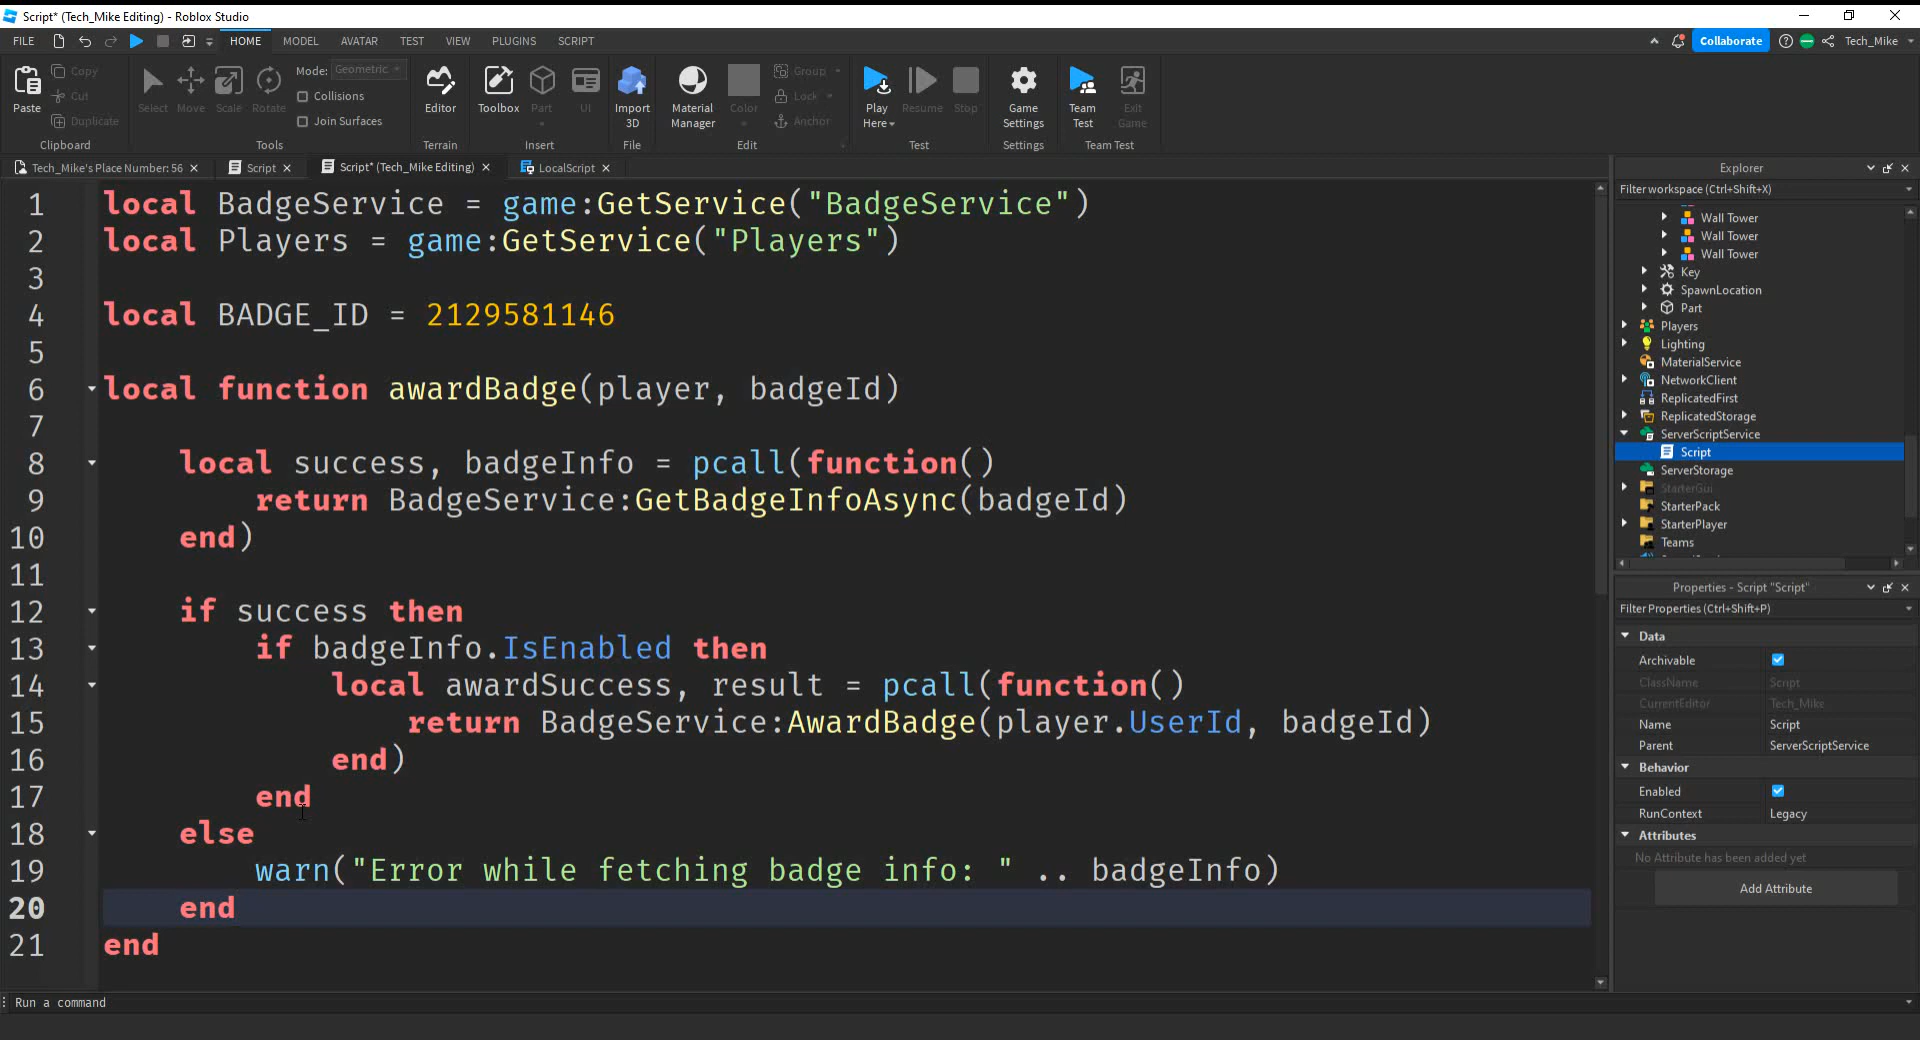 Script* (Tech_Mike Editing) - Roblox Studio
FILE HOME MODEL AVATAR TEST VIEW PLUGINS SCRIPT Collaborate Tech_Mike
Paste Copy Cut Duplicate Clipboard
Select Move Scale Rotate Mode: Geometric Collisions Join Surfaces Tools
Editor Terrain
Toolbox Part UI Insert
Import 3D File
Material Manager Color Group Lock Anchor Edit
Play Here Resume Stop Test
Game Settings Settings
Team Test Exit Game Team Test
Tech_Mike's Place Number: 56 Script Script* (Tech_Mike Editing) LocalScript
1 local BadgeService = game:GetService("BadgeService")
2 local Players = game:GetService("Players")
3
4 local BADGE_ID = 2129581146
5
6 local function awardBadge(player, badgeId)
7
8 local success, badgeInfo = pcall(function()
9 return BadgeService:GetBadgeInfoAsync(badgeId)
10 end)
11
12 if success then
13 if badgeInfo.IsEnabled then
14 local awardSuccess, result = pcall(function()
15 return BadgeService:AwardBadge(player.UserId, badgeId)
16 end)
17 end
18 else
19 warn("Error while fetching badge info: " .. badgeInfo)
20 end
21 end
Run a command
Explorer
Filter workspace (Ctrl+Shift+X)
Wall Tower
Wall Tower
Wall Tower
Key
SpawnLocation
Part
Players
Lighting
MaterialService
NetworkClient
ReplicatedFirst
ReplicatedStorage
ServerScriptService
Script
ServerStorage
StarterGui
StarterPack
StarterPlayer
Teams
Properties - Script "Script"
Filter Properties (Ctrl+Shift+P)
Data
Archivable
ClassName Script
CurrentEditor Tech_Mike
Name Script
Parent ServerScriptService
Behavior
Enabled
RunContext Legacy
Attributes
No Attribute has been added yet
Add Attribute